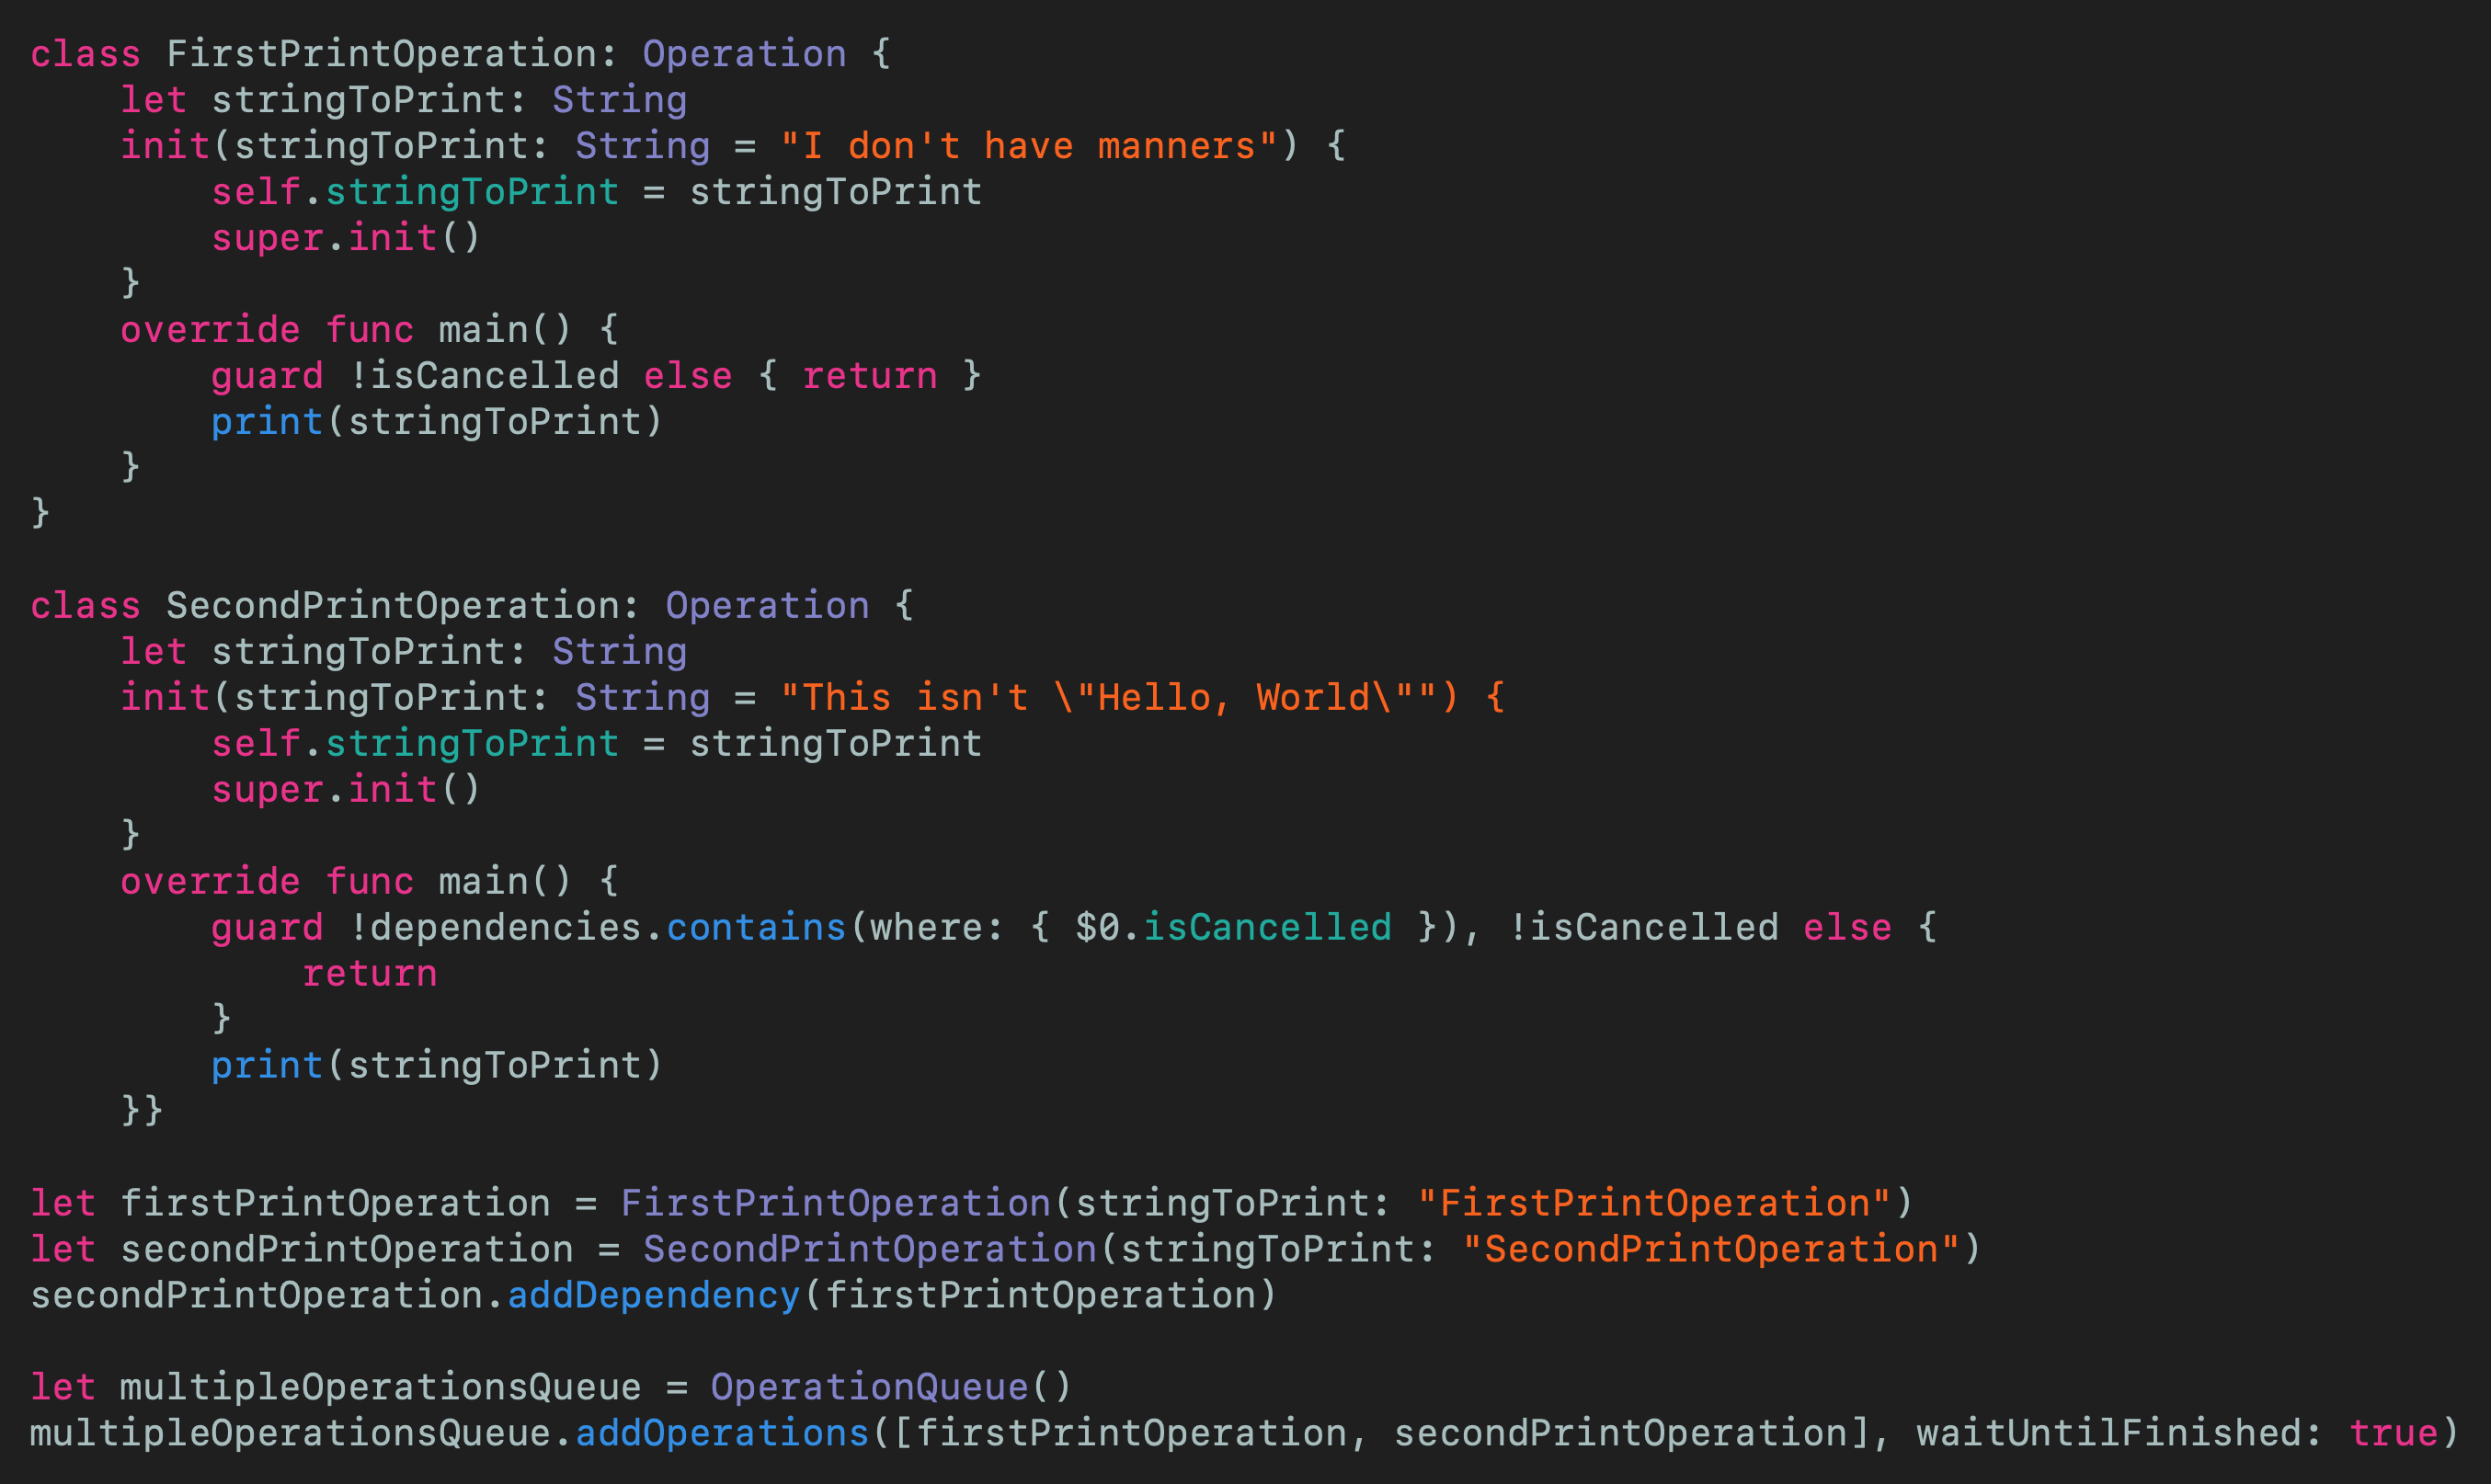 class FirstPrintOperation: Operation {
    let stringToPrint: String
    init(stringToPrint: String = "I don't have manners") {
        self.stringToPrint = stringToPrint
        super.init()
    }
    override func main() {
        guard !isCancelled else { return }
        print(stringToPrint)
    }
}

class SecondPrintOperation: Operation {
    let stringToPrint: String
    init(stringToPrint: String = "This isn't \"Hello, World\"") {
        self.stringToPrint = stringToPrint
        super.init()
    }
    override func main() {
        guard !dependencies.contains(where: { $0.isCancelled }), !isCancelled else {
            return
        }
        print(stringToPrint)
    }}

let firstPrintOperation = FirstPrintOperation(stringToPrint: "FirstPrintOperation")
let secondPrintOperation = SecondPrintOperation(stringToPrint: "SecondPrintOperation")
secondPrintOperation.addDependency(firstPrintOperation)

let multipleOperationsQueue = OperationQueue()
multipleOperationsQueue.addOperations([firstPrintOperation, secondPrintOperation], waitUntilFinished: true)